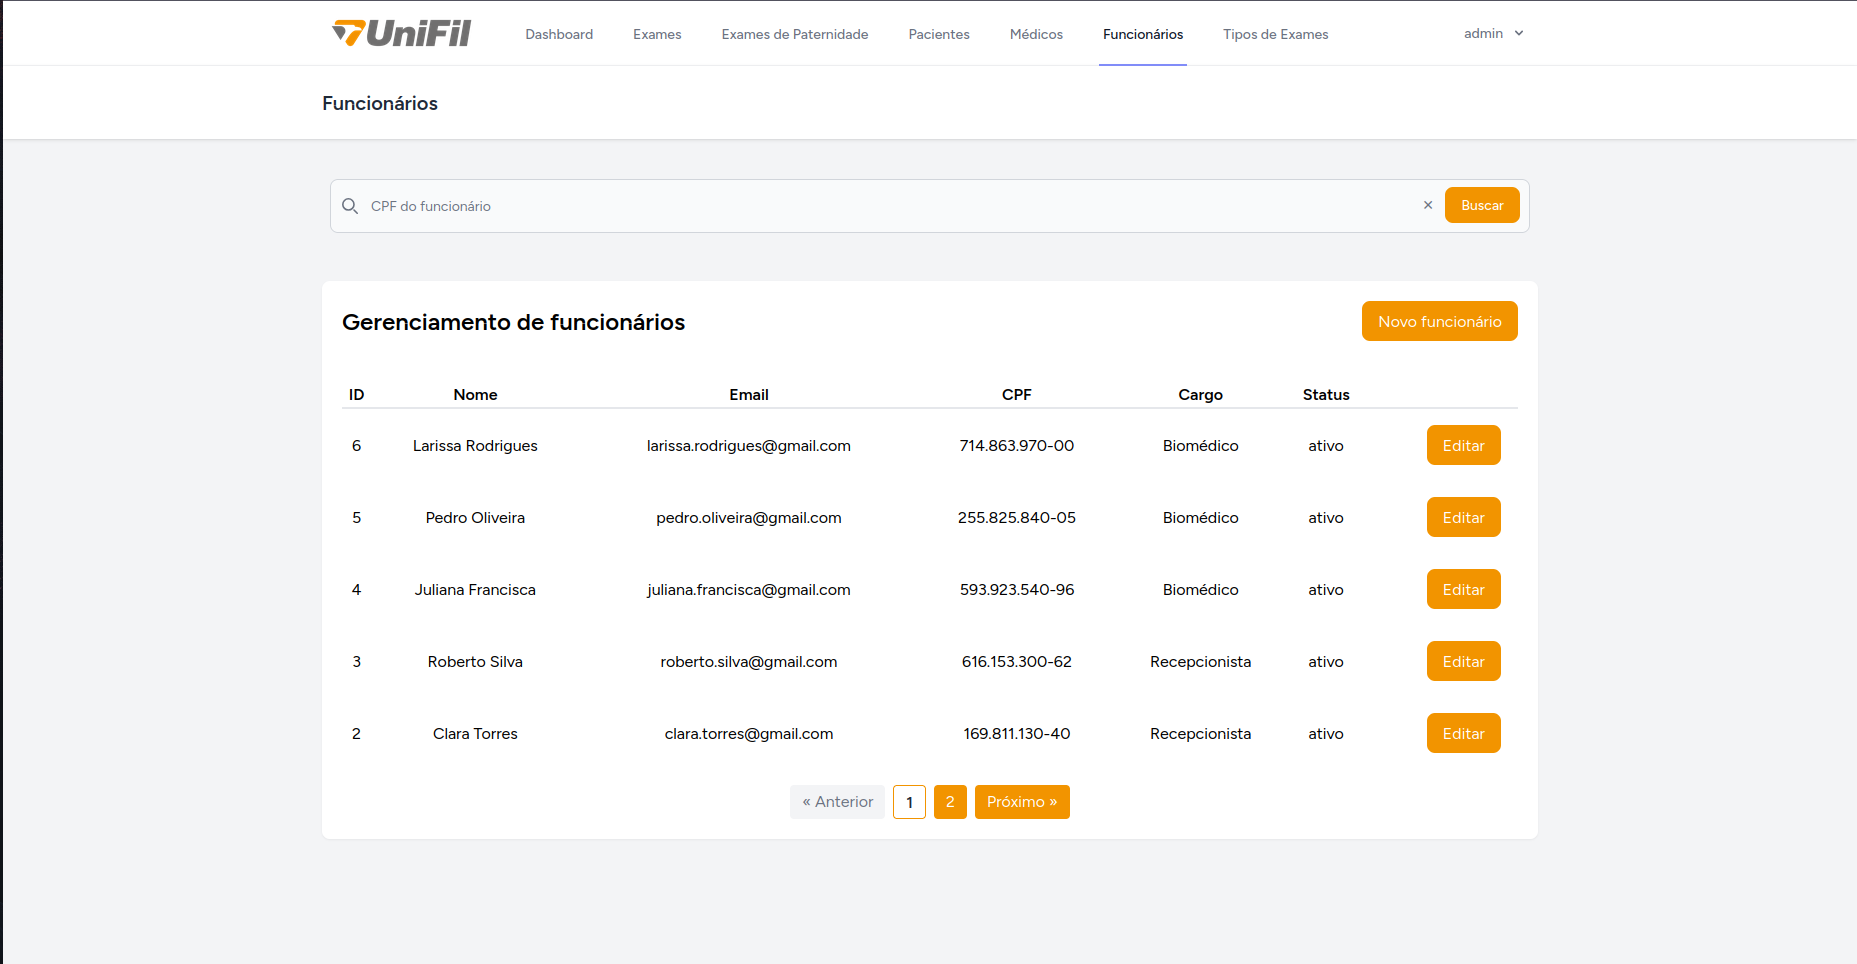 UniFil Dashboard Exames Exames de Paternidade Pacientes Médicos Funcionários Tipos de Exames admin
Funcionários
CPF do funcionário × Buscar
Gerenciamento de funcionários Novo funcionário
ID Nome Email CPF Cargo Status
6 Larissa Rodrigues larissa.rodrigues@gmail.com 714.863.970-00 Biomédico ativo Editar
5 Pedro Oliveira pedro.oliveira@gmail.com 255.825.840-05 Biomédico ativo Editar
4 Juliana Francisca juliana.francisca@gmail.com 593.923.540-96 Biomédico ativo Editar
3 Roberto Silva roberto.silva@gmail.com 616.153.300-62 Recepcionista ativo Editar
2 Clara Torres clara.torres@gmail.com 169.811.130-40 Recepcionista ativo Editar
« Anterior 1 2 Próximo »